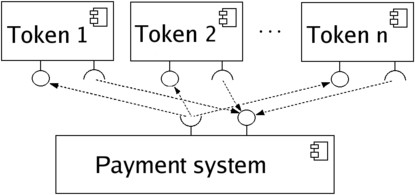 Token 1
Token 2
...
Token n
Payment system